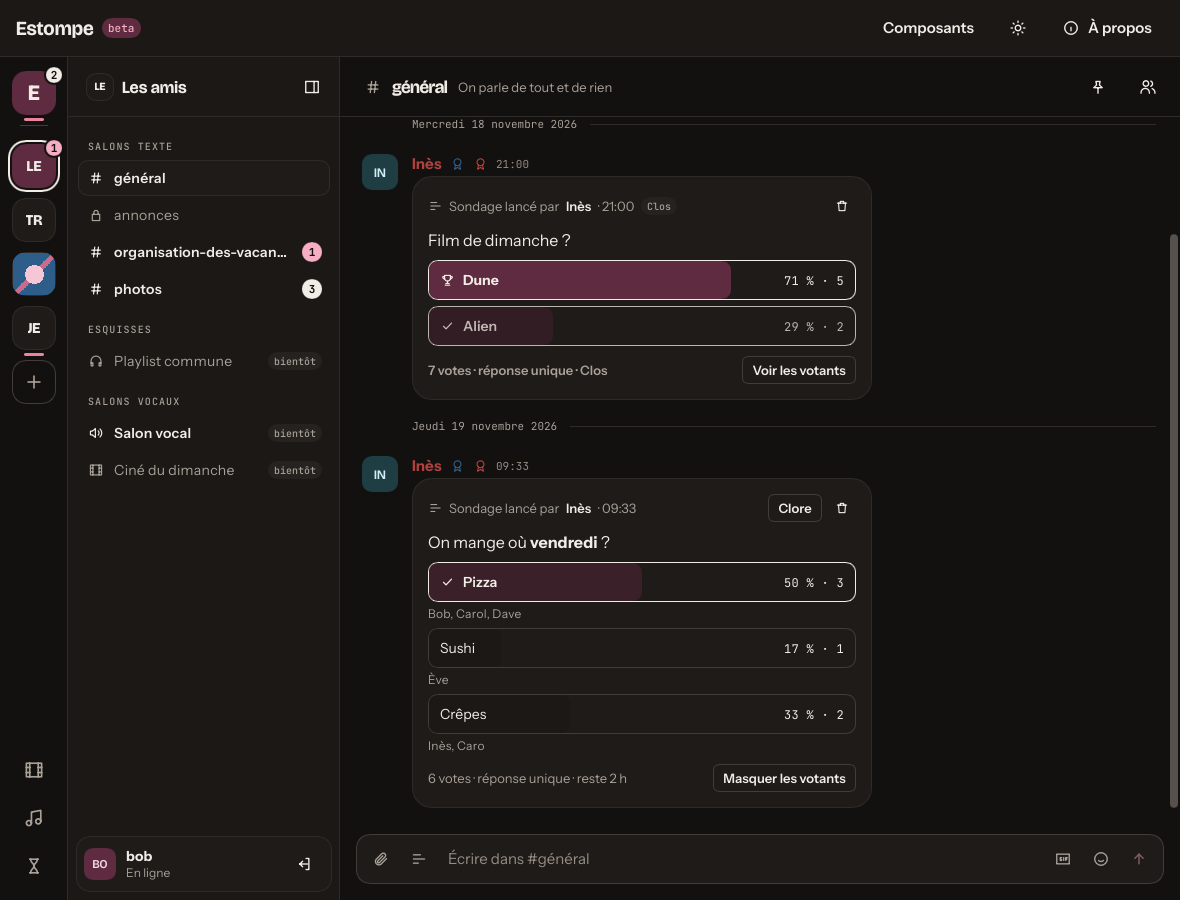 Estompe beta
Composants
À propos
E 2
LE 1
TR
JE
LE Les amis
SALONS TEXTE
# général
annonces
# organisation-des-vacan... 1
# photos 3
ESQUISSES
Playlist commune bientôt
SALONS VOCAUX
Salon vocal bientôt
Ciné du dimanche bientôt
BO bob
En ligne
# général On parle de tout et de rien
Mercredi 18 novembre 2026
IN Inès 21:00
Sondage lancé par Inès · 21:00 Clos
Film de dimanche ?
Dune 71 % · 5
Alien 29 % · 2
7 votes · réponse unique · Clos Voir les votants
Jeudi 19 novembre 2026
IN Inès 09:33
Sondage lancé par Inès · 09:33 Clore
On mange où vendredi ?
Pizza 50 % · 3
Bob, Carol, Dave
Sushi 17 % · 1
Ève
Crêpes 33 % · 2
Inès, Caro
6 votes · réponse unique · reste 2 h Masquer les votants
Écrire dans #général GIF